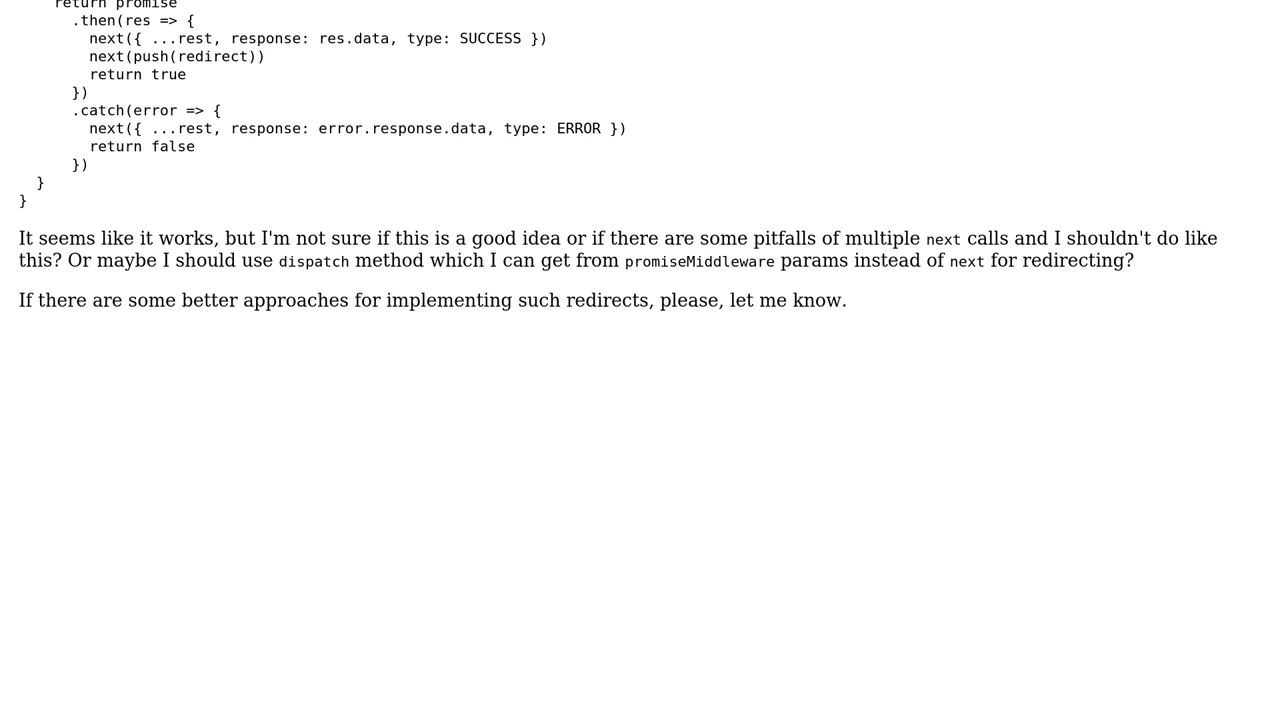 return promise
.then(res => {
next({ ...rest, response: res.data, type: SUCCESS })
next(push(redirect))
return true
})
.catch(error => {
next({ ...rest, response: error.response.data, type: ERROR })
return false
})
}
}
It seems like it works, but I'm not sure if this is a good idea or if there are some pitfalls of multiple next calls and I shouldn't do like
this? Or maybe I should use dispatch method which I can get from promiseMiddleware params instead of next for redirecting?
If there are some better approaches for implementing such redirects, please, let me know.